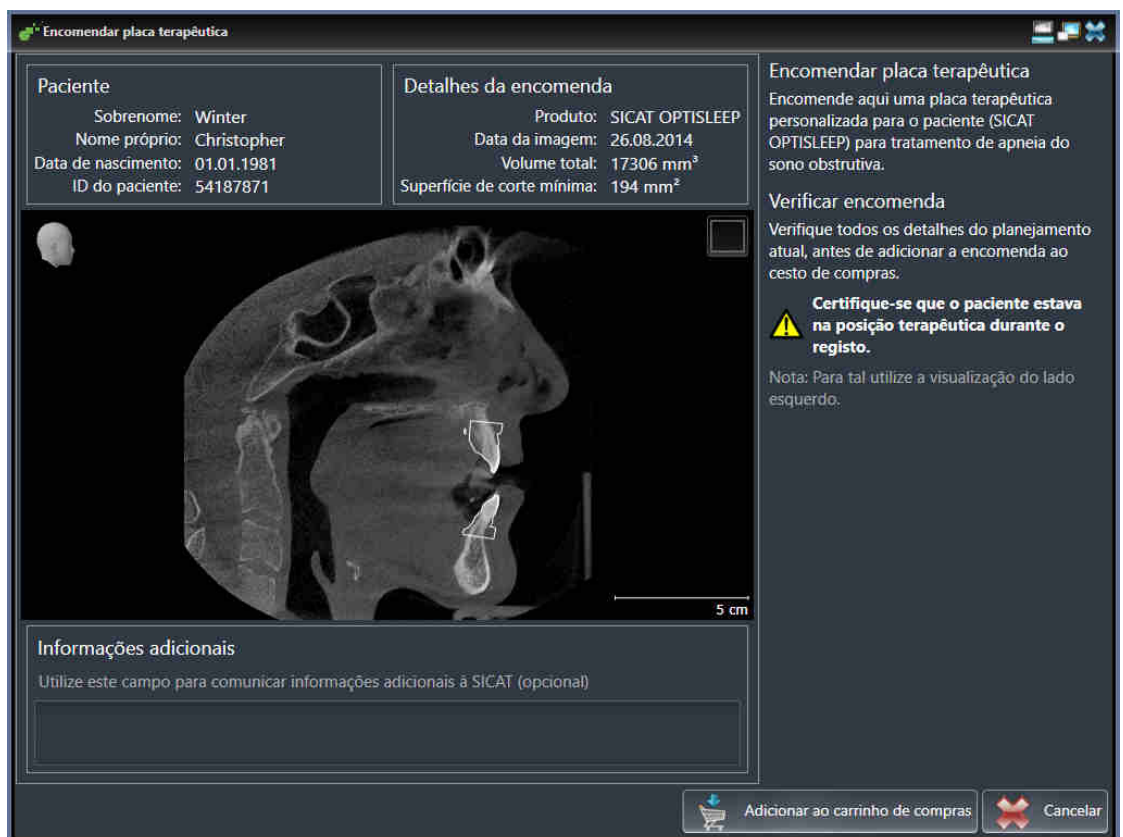 Encomendar placa terapêutica
Paciente
Sobrenome: Winter
Nome próprio: Christopher
Data de nascimento: 01.01.1981
ID do paciente: 54187871
Detalhes da encomenda
Produto: SICAT OPTISLEEP
Data da imagem: 26.08.2014
Volume total: 17306 mm³
Superfície de corte mínima: 194 mm²
5 cm
Informações adicionais
Utilize este campo para comunicar informações adicionais à SICAT (opcional)
Encomendar placa terapêutica
Encomende aqui uma placa terapêutica
personalizada para o paciente (SICAT
OPTISLEEP) para tratamento de apneia do
sono obstrutiva.
Verificar encomenda
Verifique todos os detalhes do planejamento
atual, antes de adicionar a encomenda ao
cesto de compras.
Certifique-se que o paciente estava
na posição terapêutica durante o
registo.
Nota: Para tal utilize a visualização do lado
esquerdo.
Adicionar ao carrinho de compras
Cancelar